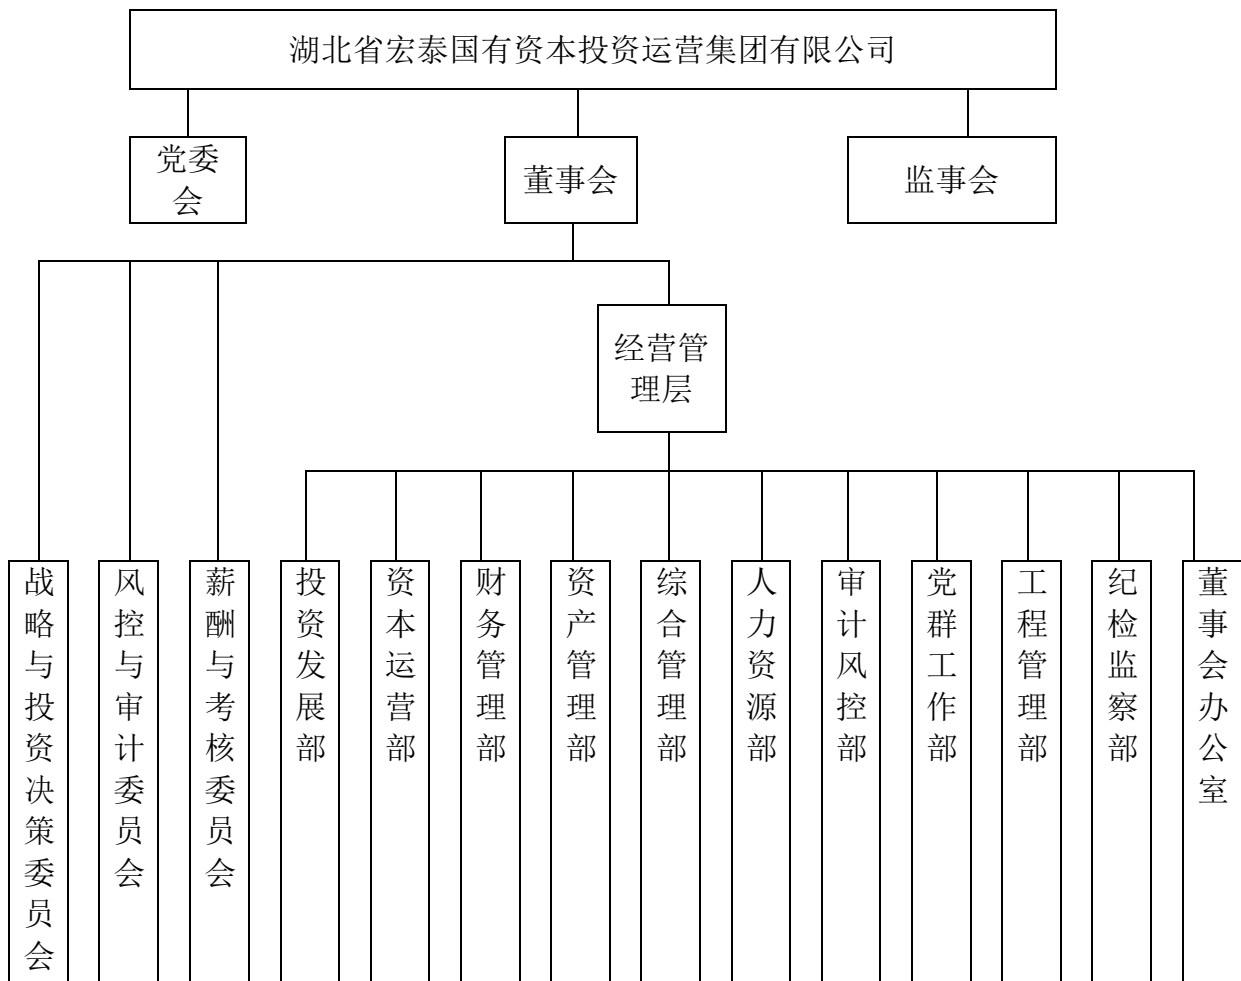 湖北省宏泰国有资本投资运营集团有限公司
党委
会
董事会
监事会
经营管
理层
战略与投资决策委员会
风控与审计委员会
薪酬与考核委员会
投资发展部
资本运营部
财务管理部
资产管理部
综合管理部
人力资源部
审计风控部
党群工作部
工程管理部
纪检监察部
董事会办公室